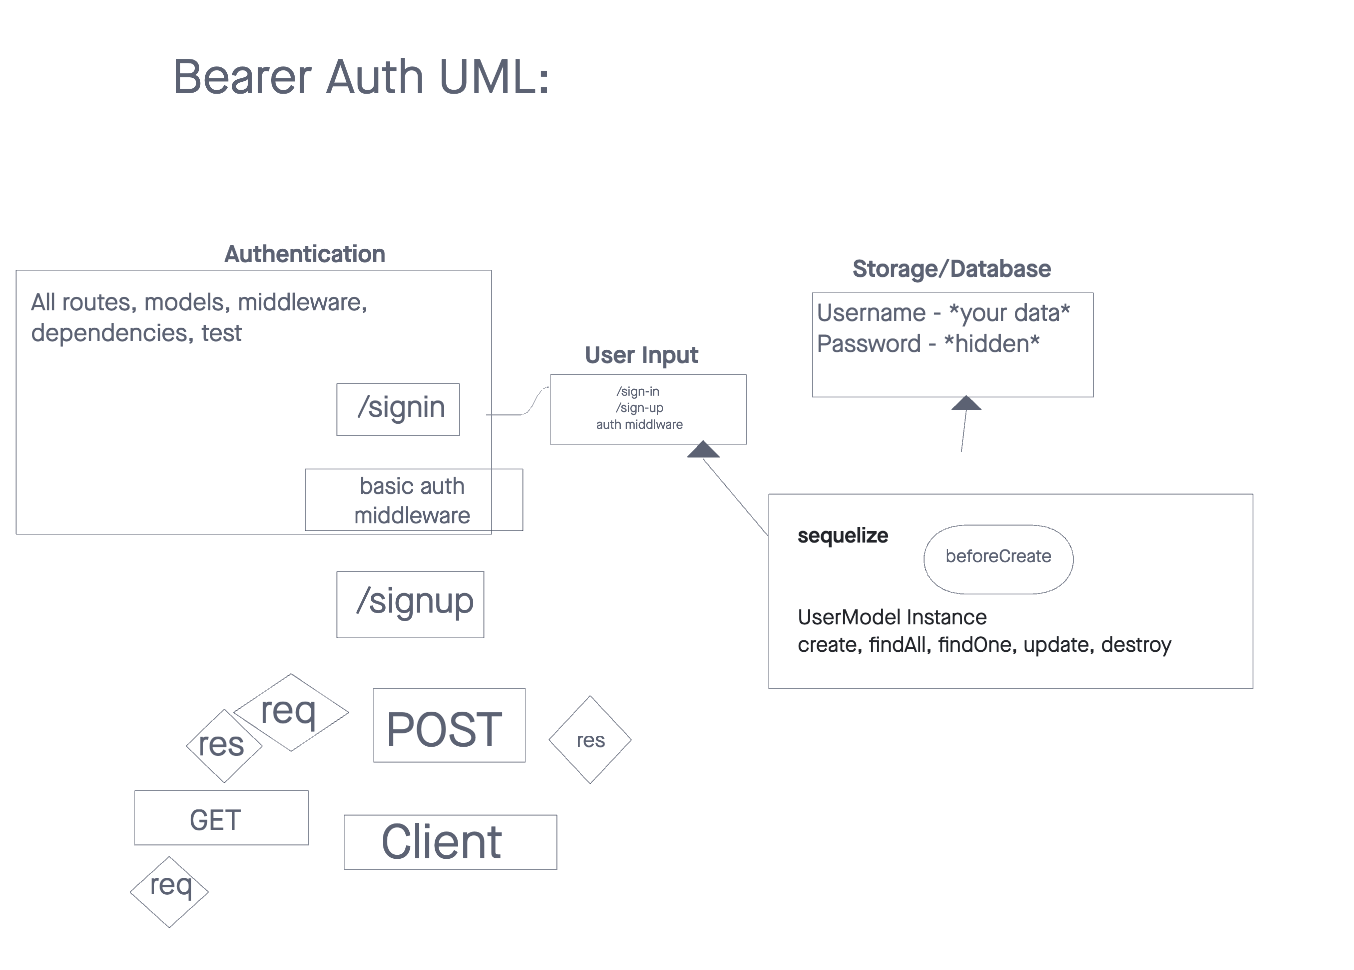 Bearer Auth UML:
Authentication
All routes, models, middleware,
dependencies, test
/signin
basic auth
middleware
/signup
User Input
/sign-in
/sign-up
auth middlware
Storage/Database
Username - *your data*
Password - *hidden*
sequelize
beforeCreate
UserModel Instance
create, findAll, findOne, update, destroy
req
res
POST
res
GET
Client
req